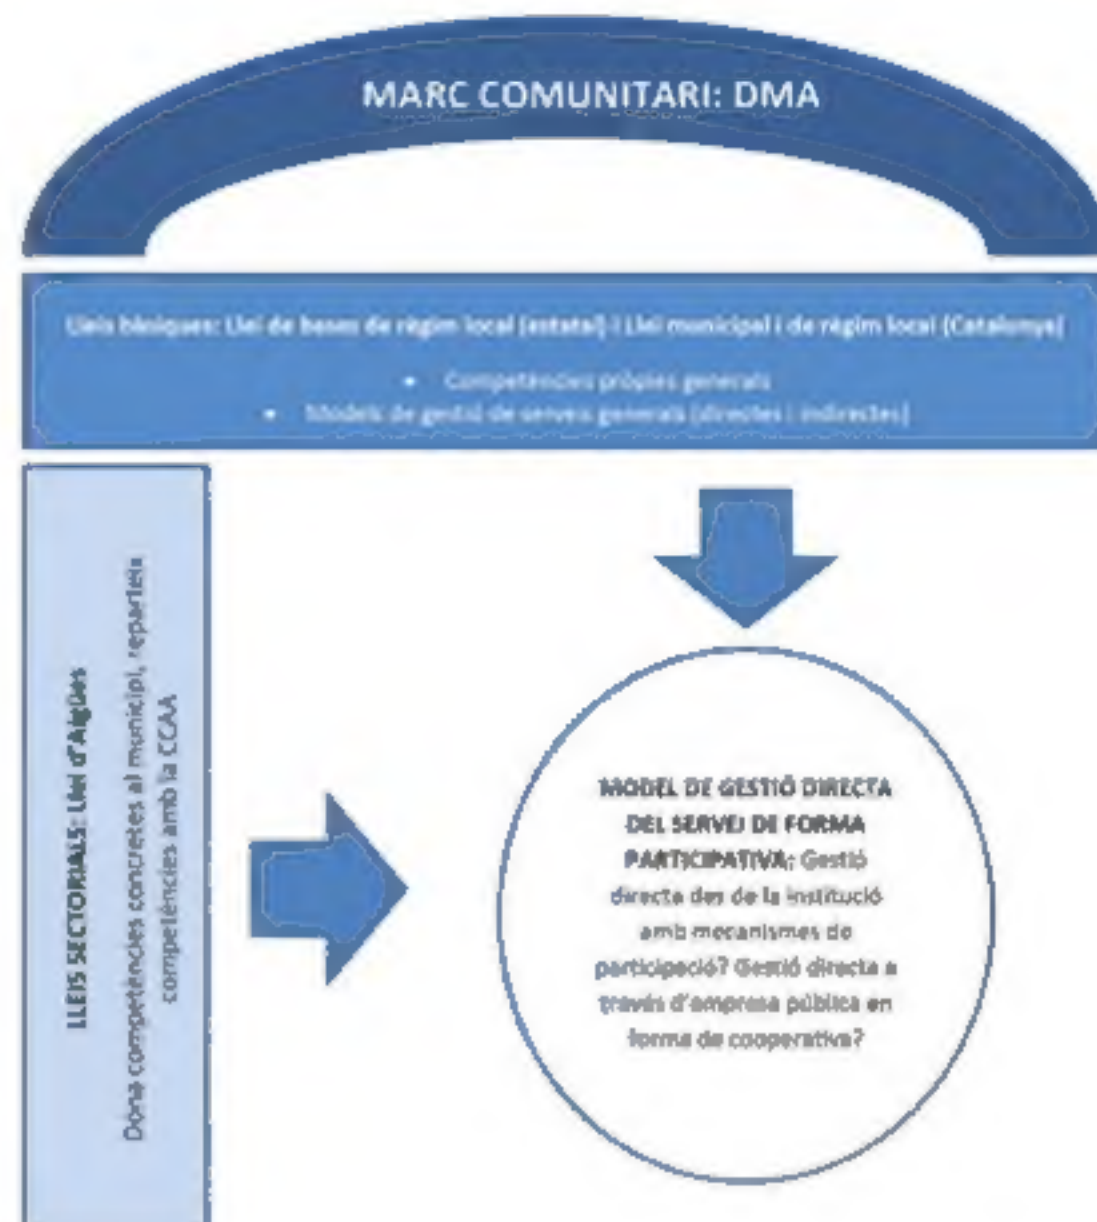 MARC COMUNITARI: DMA
Lleis bàsiques: Llei de bases de règim local (estatal) i Llei municipal i de règim local (Catalunya)
• Competències pròpies generals
• Models de gestió de serveis generals (directes i indirectes)
LLEIS SECTORIALS: Llei d'Aigües
Dona competències concretes al municipi, reparteix
competències amb la CCAA
MODEL DE GESTIÓ DIRECTA
DEL SERVEI DE FORMA
PARTICIPATIVA: Gestió
directa des de la institució
amb mecanismes de
participació? Gestió directa a
través d'empresa pública en
forma de cooperativa?